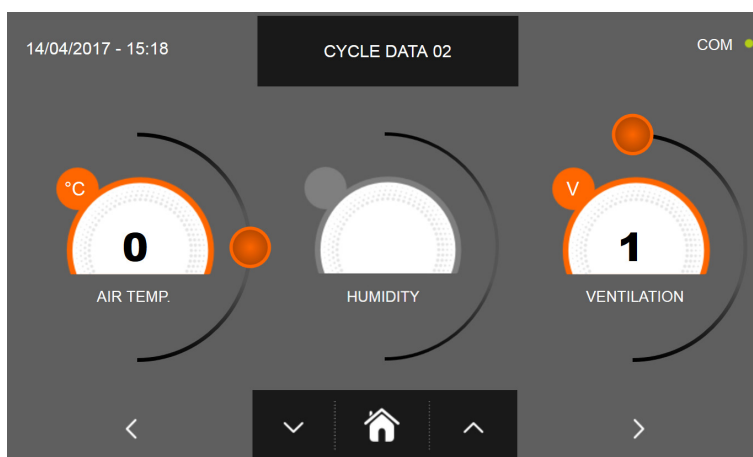 14/04/2017 - 15:18
CYCLE DATA 02
COM
°C
V
0
1
AIR TEMP.
HUMIDITY
VENTILATION